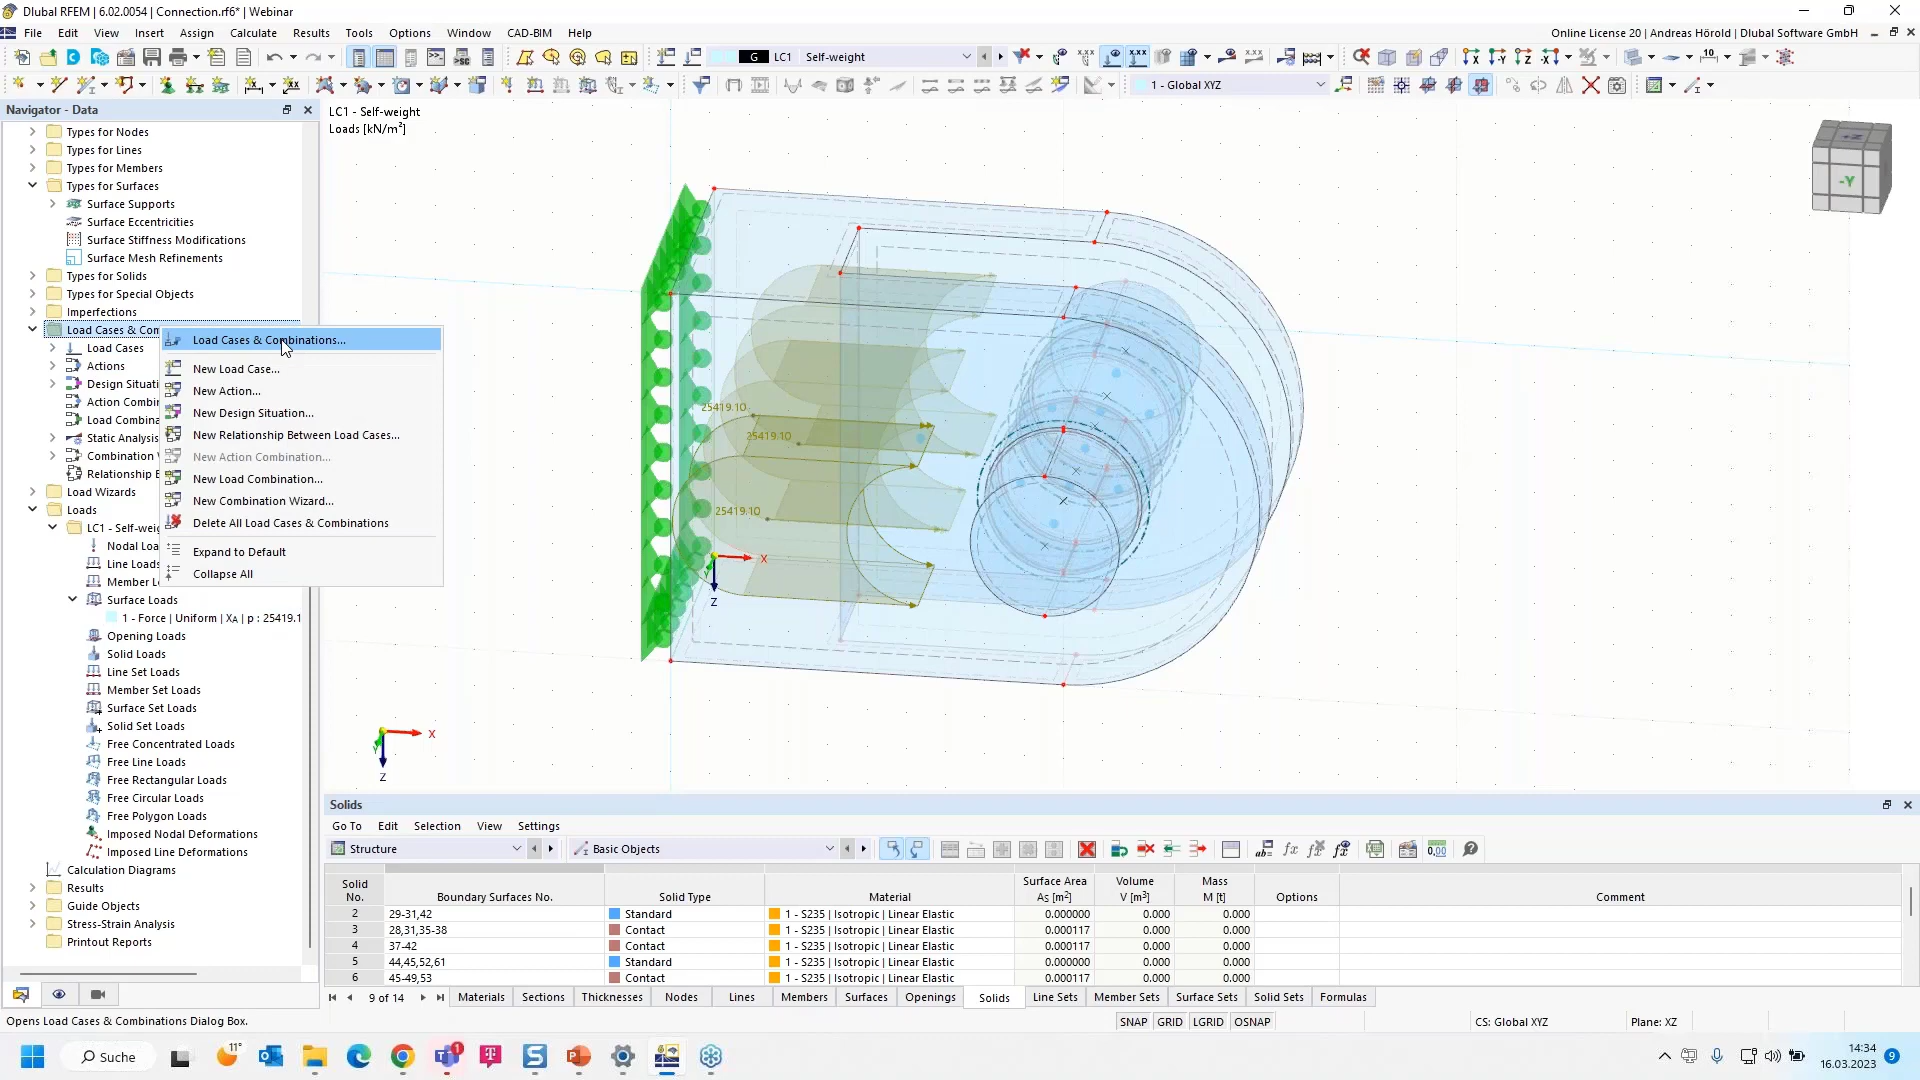 Dlubal RFEM | 6.02.0054 | Connection.rf6* | Webinar
File Edit View Insert Assign Calculate Results Tools Options Window CAD-BIM Help
Online License 20 | Andreas Hörold | Dlubal Software GmbH
G LC1 Self-weight
1 - Global XYZ
Navigator - Data
Types for Nodes
Types for Lines
Types for Members
Types for Surfaces
Surface Supports
Surface Eccentricities
Surface Stiffness Modifications
Surface Mesh Refinements
Types for Solids
Types for Special Objects
Imperfections
Load Cases & Com
Load Cases
Actions
Design Situati
Action Combin
Load Combina
Static Analysis
Combination
Relationship B
Load Wizards
Loads
LC1 - Self-weig
Nodal Loa
Line Loads
Member L
Surface Loads
1 - Force | Uniform | XA | p : 25419.1
Opening Loads
Solid Loads
Line Set Loads
Member Set Loads
Surface Set Loads
Solid Set Loads
Free Concentrated Loads
Free Line Loads
Free Rectangular Loads
Free Circular Loads
Free Polygon Loads
Imposed Nodal Deformations
Imposed Line Deformations
Calculation Diagrams
Results
Guide Objects
Stress-Strain Analysis
Printout Reports
Load Cases & Combinations...
New Load Case...
New Action...
New Design Situation...
New Relationship Between Load Cases...
New Action Combination...
New Load Combination...
New Combination Wizard...
Delete All Load Cases & Combinations
Expand to Default
Collapse All
LC1 - Self-weight
Loads [kN/m²]
25419.10
25419.10
25419.10
X
Y
Z
X
Y
Z
+Z
-Y
Solids
Go To Edit Selection View Settings
Structure Basic Objects
Solid No. Boundary Surfaces No. Solid Type Material Surface Area AS [m²] Volume V [m³] Mass M [t] Options Comment
2 29-31,42 Standard 1 - S235 | Isotropic | Linear Elastic 0.000000 0.000 0.000
3 28,31,35-38 Contact 1 - S235 | Isotropic | Linear Elastic 0.000117 0.000 0.000
4 37-42 Contact 1 - S235 | Isotropic | Linear Elastic 0.000117 0.000 0.000
5 44,45,52,61 Standard 1 - S235 | Isotropic | Linear Elastic 0.000000 0.000 0.000
6 45-49,53 Contact 1 - S235 | Isotropic | Linear Elastic 0.000117 0.000 0.000
9 of 14 Materials Sections Thicknesses Nodes Lines Members Surfaces Openings Solids Line Sets Member Sets Surface Sets Solid Sets Formulas
Opens Load Cases & Combinations Dialog Box.
SNAP GRID LGRID OSNAP CS: Global XYZ Plane: XZ
11° Suche 1
14:34
16.03.2023 9